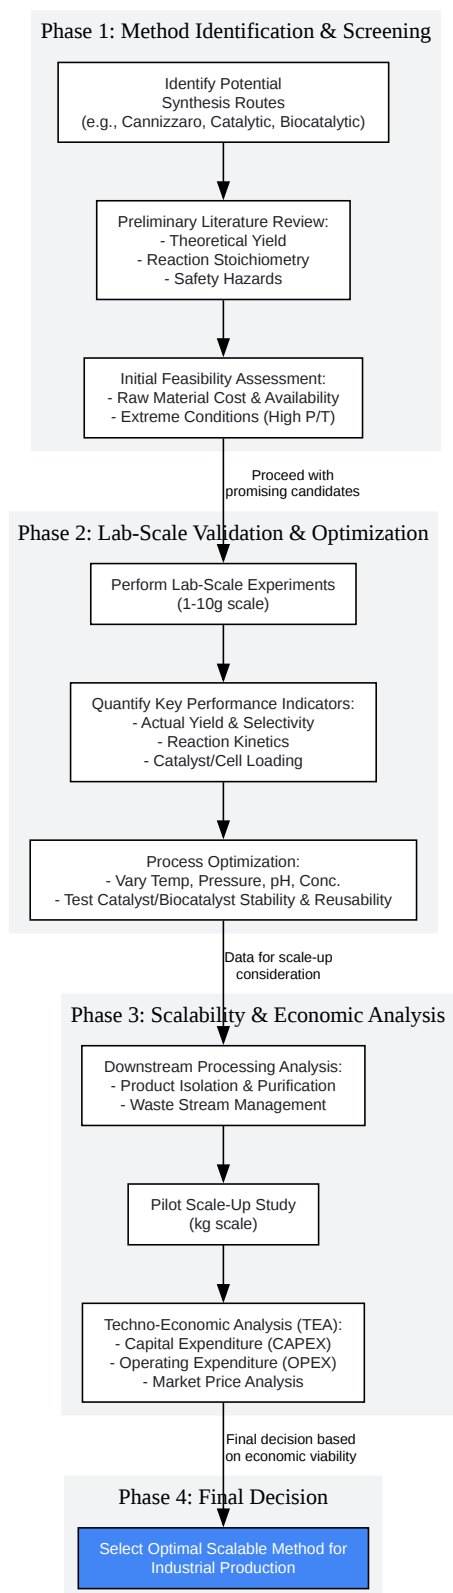 Phase 1: Method Identification & Screening
Identify Potential
Synthesis Routes
(e.g., Cannizzaro, Catalytic, Biocatalytic)
Preliminary Literature Review:
- Theoretical Yield
- Reaction Stoichiometry
- Safety Hazards
Initial Feasibility Assessment:
- Raw Material Cost & Availability
- Extreme Conditions (High P/T)
Proceed with
promising candidates
Phase 2: Lab-Scale Validation & Optimization
Perform Lab-Scale Experiments
(1-10g scale)
Quantify Key Performance Indicators:
- Actual Yield & Selectivity
- Reaction Kinetics
- Catalyst/Cell Loading
Process Optimization:
- Vary Temp, Pressure, pH, Conc.
- Test Catalyst/Biocatalyst Stability & Reusability
Data for scale-up
consideration
Phase 3: Scalability & Economic Analysis
Downstream Processing Analysis:
- Product Isolation & Purification
- Waste Stream Management
Pilot Scale-Up Study
(kg scale)
Techno-Economic Analysis (TEA):
- Capital Expenditure (CAPEX)
- Operating Expenditure (OPEX)
- Market Price Analysis
Final decision based
on economic viability
Phase 4: Final Decision
Select Optimal Scalable Method for
Industrial Production